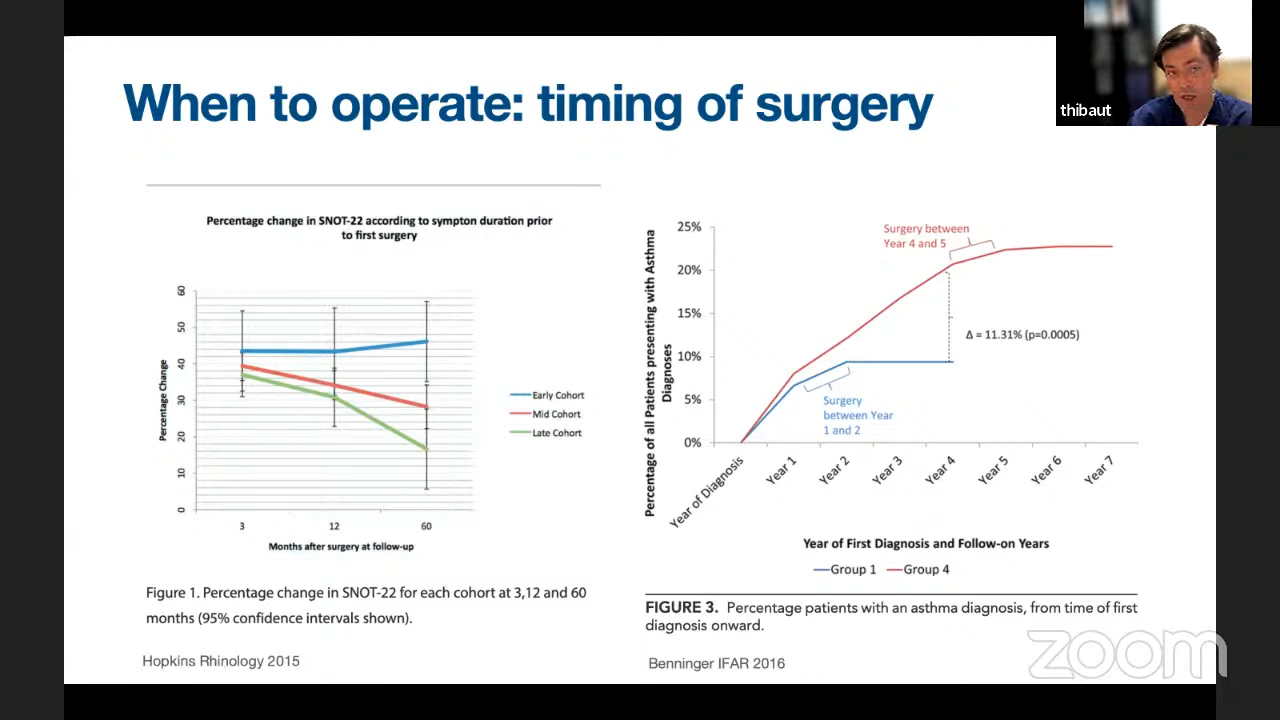 When to operate: timing of surgery
thibaut
Percentage change in SNOT-22 according to sympton duration prior
to first surgery
Percentage Change
60
50
40
30
20
10
0
3
12
60
Months after surgery at follow-up
Early Cohort
Mid Cohort
Late Cohort
Figure 1. Percentage change in SNOT-22 for each cohort at 3,12 and 60
months (95% confidence intervals shown).
Hopkins Rhinology 2015
Percentage of all Patients presenting with Asthma
Diagnoses
25%
20%
15%
10%
5%
0%
Surgery between
Year 4 and 5
Δ = 11.31% (p=0.0005)
Surgery
between Year
1 and 2
Year of Diagnosis
Year 1
Year 2
Year 3
Year 4
Year 5
Year 6
Year 7
Year of First Diagnosis and Follow-on Years
Group 1
Group 4
FIGURE 3. Percentage patients with an asthma diagnosis, from time of first
diagnosis onward.
Benninger IFAR 2016
zoom